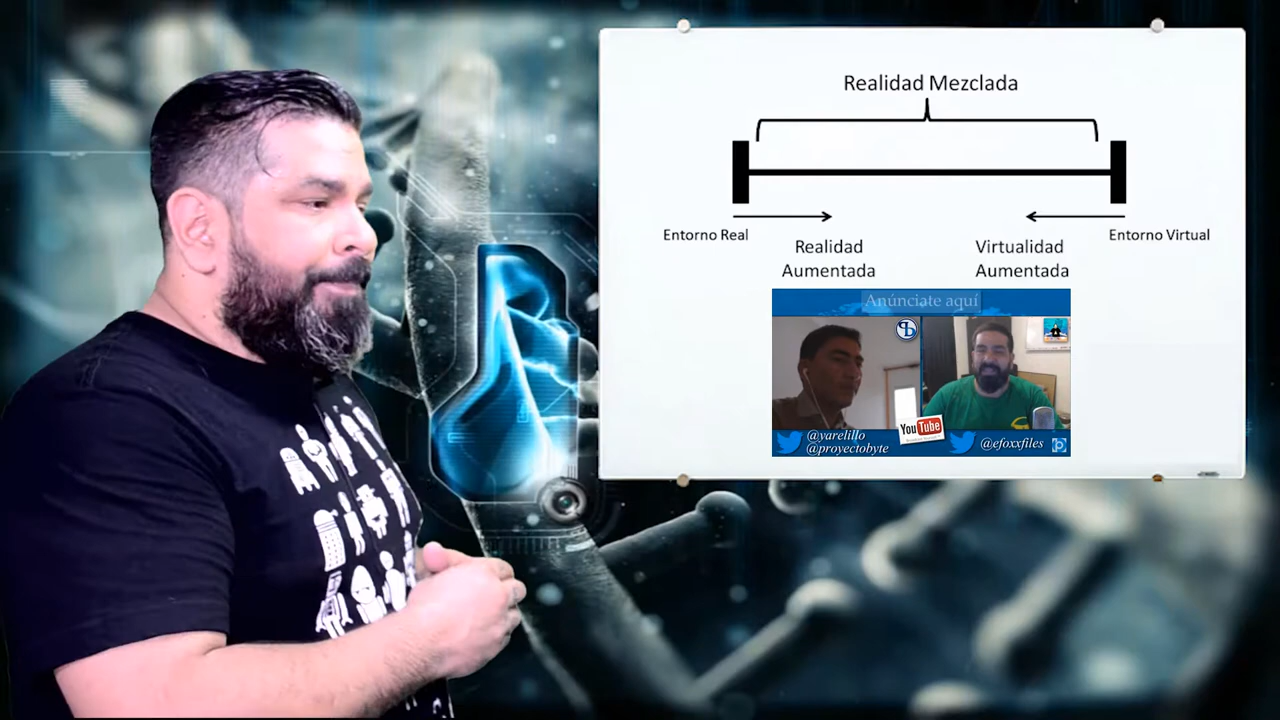 Realidad Mezclada
Entorno Real
Realidad
Aumentada
Virtualidad
Aumentada
Entorno Virtual
Anúnciate aquí
YouTube
@yarelillo
@proyectobyte
@efoxxfiles